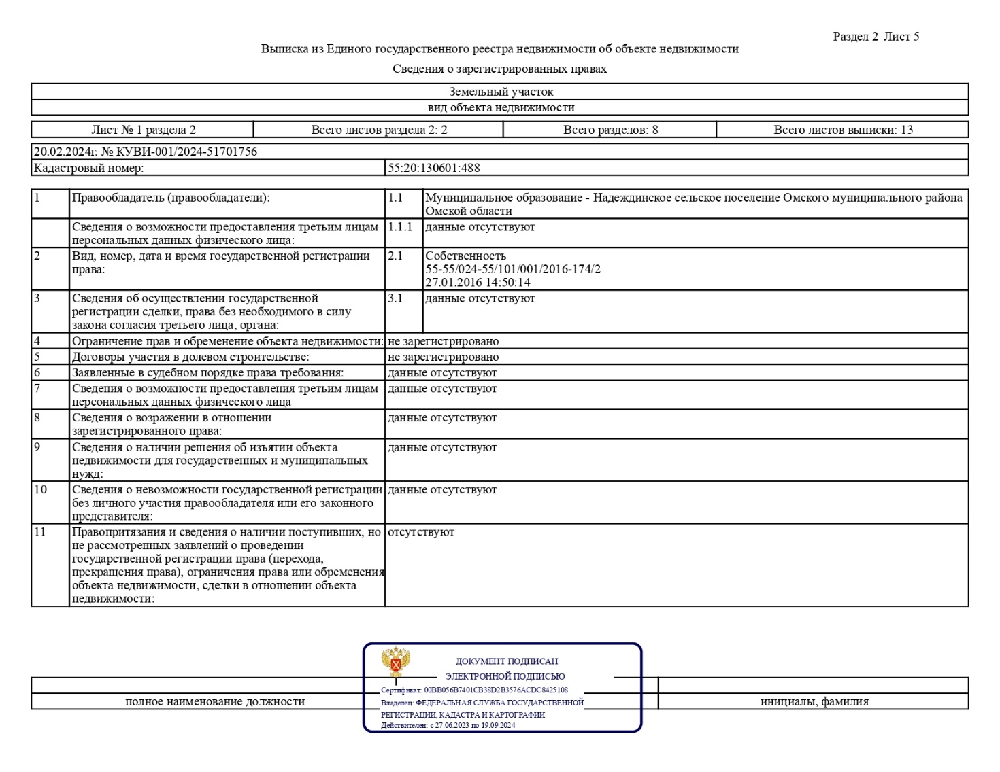 Раздел 2 Лист 5
Выписка из Единого государственного реестра недвижимости об объекте недвижимости
Сведения о зарегистрированных правах
Земельный участок
вид объекта недвижимости
Лист № 1 раздела 2 Всего листов раздела 2: 2 Всего разделов: 8 Всего листов выписки: 13
20.02.2024г. № КУВИ-001/2024-51701756
Кадастровый номер: 55:20:130601:488
1 Правообладатель (правообладатели): 1.1 Муниципальное образование - Надеждинское сельское поселение Омского муниципального района
Омской области
Сведения о возможности предоставления третьим лицам 1.1.1 данные отсутствуют
персональных данных физического лица:
2 Вид, номер, дата и время государственной регистрации 2.1 Собственность
права: 55-55/024-55/101/001/2016-174/2
27.01.2016 14:50:14
3 Сведения об осуществлении государственной 3.1 данные отсутствуют
регистрации сделки, права без необходимого в силу
закона согласия третьего лица, органа:
4 Ограничение прав и обременение объекта недвижимости: не зарегистрировано
5 Договоры участия в долевом строительстве: не зарегистрировано
6 Заявленные в судебном порядке права требования: данные отсутствуют
7 Сведения о возможности предоставления третьим лицам данные отсутствуют
персональных данных физического лица
8 Сведения о возражении в отношении данные отсутствуют
зарегистрированного права:
9 Сведения о наличии решения об изъятии объекта данные отсутствуют
недвижимости для государственных и муниципальных
нужд:
10 Сведения о невозможности государственной регистрации данные отсутствуют
без личного участия правообладателя или его законного
представителя:
11 Правопритязания и сведения о наличии поступивших, но отсутствуют
не рассмотренных заявлений о проведении
государственной регистрации права (перехода,
прекращения права), ограничения права или обременения
объекта недвижимости, сделки в отношении объекта
недвижимости:
ДОКУМЕНТ ПОДПИСАН
ЭЛЕКТРОННОЙ ПОДПИСЬЮ
Сертификат: 00BB056B7401CB38D2B3576ACDC8425108
Владелец: ФЕДЕРАЛЬНАЯ СЛУЖБА ГОСУДАРСТВЕННОЙ
РЕГИСТРАЦИИ, КАДАСТРА И КАРТОГРАФИИ
Действителен: с 27.06.2023 по 19.09.2024
полное наименование должности инициалы, фамилия